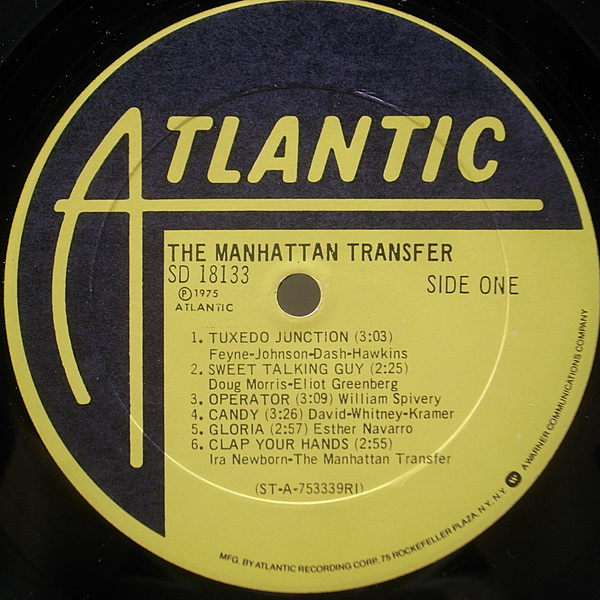 ATLANTIC
THE MANHATTAN TRANSFER
SD 18133
SIDE ONE
Ⓟ 1975
ATLANTIC
1. TUXEDO JUNCTION (3:03)
Feyne-Johnson-Dash-Hawkins
2. SWEET TALKING GUY (2:25)
Doug Morris-Eliot Greenberg
3. OPERATOR (3:09) William Spivery
4. CANDY (3:26) David-Whitney-Kramer
5. GLORIA (2:57) Esther Navarro
6. CLAP YOUR HANDS (2:55)
Ira Newborn-The Manhattan Transfer
(ST-A-753339RI)
MFG. BY ATLANTIC RECORDING CORP. 75 ROCKEFELLER PLAZA, N.Y. N.Y. A WARNER COMMUNICATIONS COMPANY